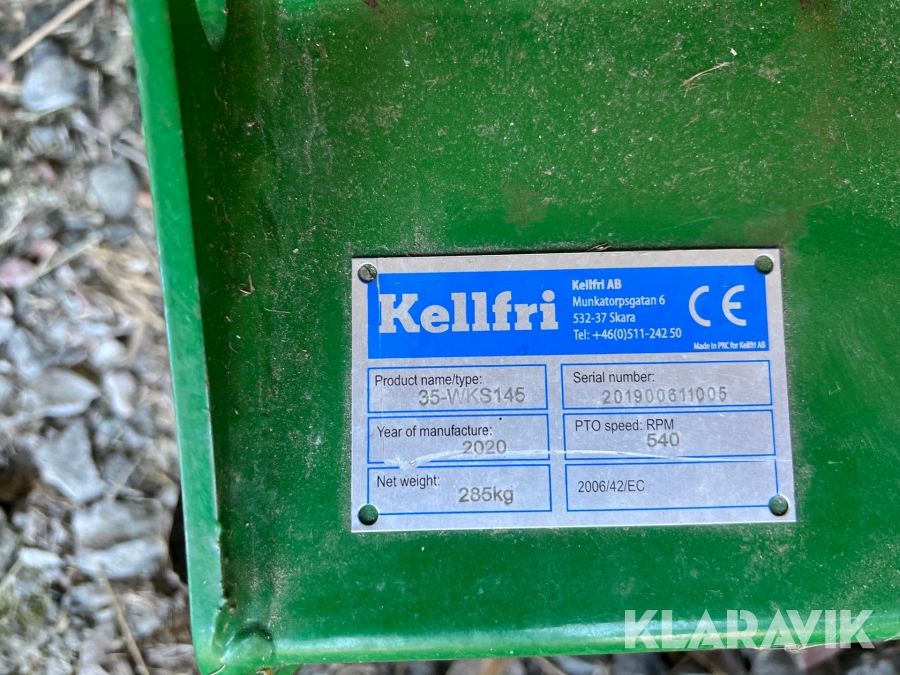 Kellfri
Kellfri AB
Munkatorpsgatan 6
532-37 Skara
Tel: +46(0)511-242 50
CE
Made in PRC for Kellfri AB
Product name/type:
35-WKS145
Serial number:
201900611005
Year of manufacture:
2020
PTO speed: RPM
540
Net weight:
285kg
2006/42/EC
KLARAVIK